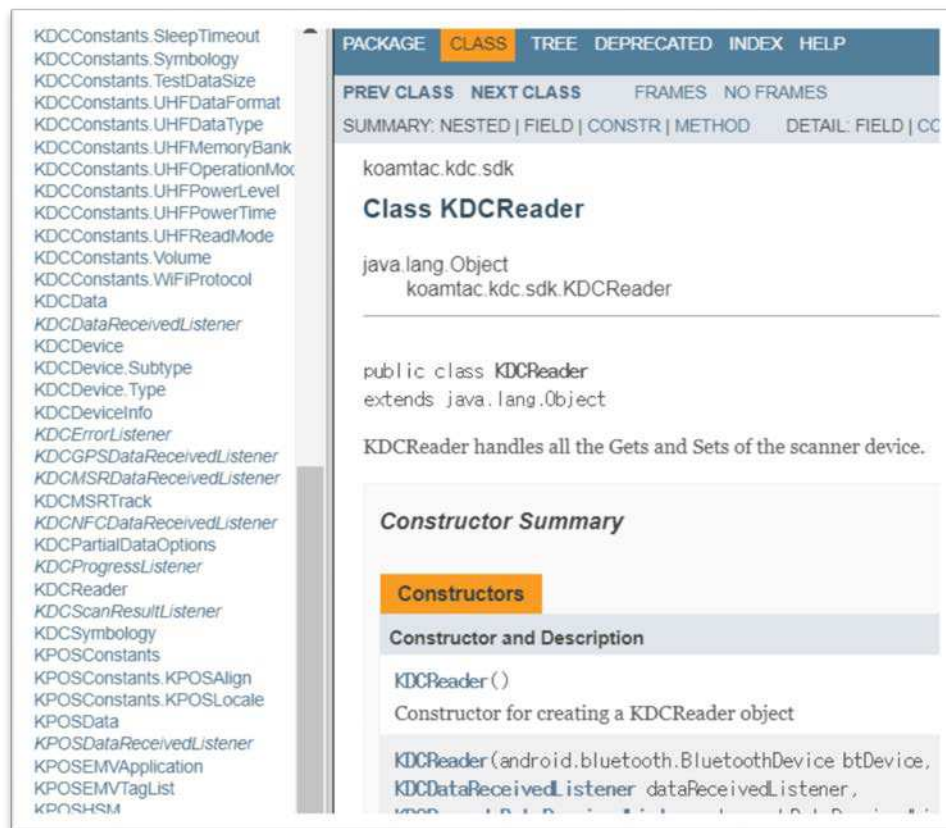 KDCConstants.SleepTimeout
KDCConstants.Symbology
KDCConstants.TestDataSize
KDCConstants.UHFDataFormat
KDCConstants.UHFDataType
KDCConstants.UHFMemoryBank
KDCConstants.UHFOperationMoc
KDCConstants.UHFPowerLevel
KDCConstants.UHFPowerTime
KDCConstants.UHFReadMode
KDCConstants.Volume
KDCConstants.WiFiProtocol
KDCData
KDCDataReceivedListener
KDCDevice
KDCDevice.Subtype
KDCDevice.Type
KDCDeviceInfo
KDCErrorListener
KDCGPSDataReceivedListener
KDCMSRDataReceivedListener
KDCMSRTrack
KDCNFCDataReceivedListener
KDCPartialDataOptions
KDCProgressListener
KDCReader
KDCScanResultListener
KDCSymbology
KPOSConstants
KPOSConstants.KPOSAlign
KPOSConstants.KPOSLocale
KPOSData
KPOSDataReceivedListener
KPOSEMVApplication
KPOSEMVTagList
KPOSHSM
PACKAGE CLASS TREE DEPRECATED INDEX HELP
PREV CLASS NEXT CLASS FRAMES NO FRAMES
SUMMARY: NESTED | FIELD | CONSTR | METHOD DETAIL: FIELD | CC
koamtac.kdc.sdk
Class KDCReader
java.lang.Object
koamtac.kdc.sdk.KDCReader
public class KDCReader
extends java.lang.Object
KDCReader handles all the Gets and Sets of the scanner device.
Constructor Summary
Constructors
Constructor and Description
KDCReader()
Constructor for creating a KDCReader object
KDCReader(android.bluetooth.BluetoothDevice btDevice,
KDCDataReceivedListener dataReceivedListener,